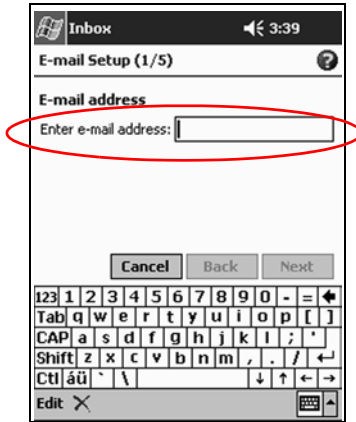 Inbox 3:39
E-mail Setup (1/5) ?
E-mail address
Enter e-mail address:
Cancel Back Next
123 1 2 3 4 5 6 7 8 9 0 - =
Tab q w e r t y u i o p [ ]
CAP a s d f g h j k l ; '
Shift z x c v b n m , . /
Ctl áü ` \ ↓ ↑ ← →
Edit